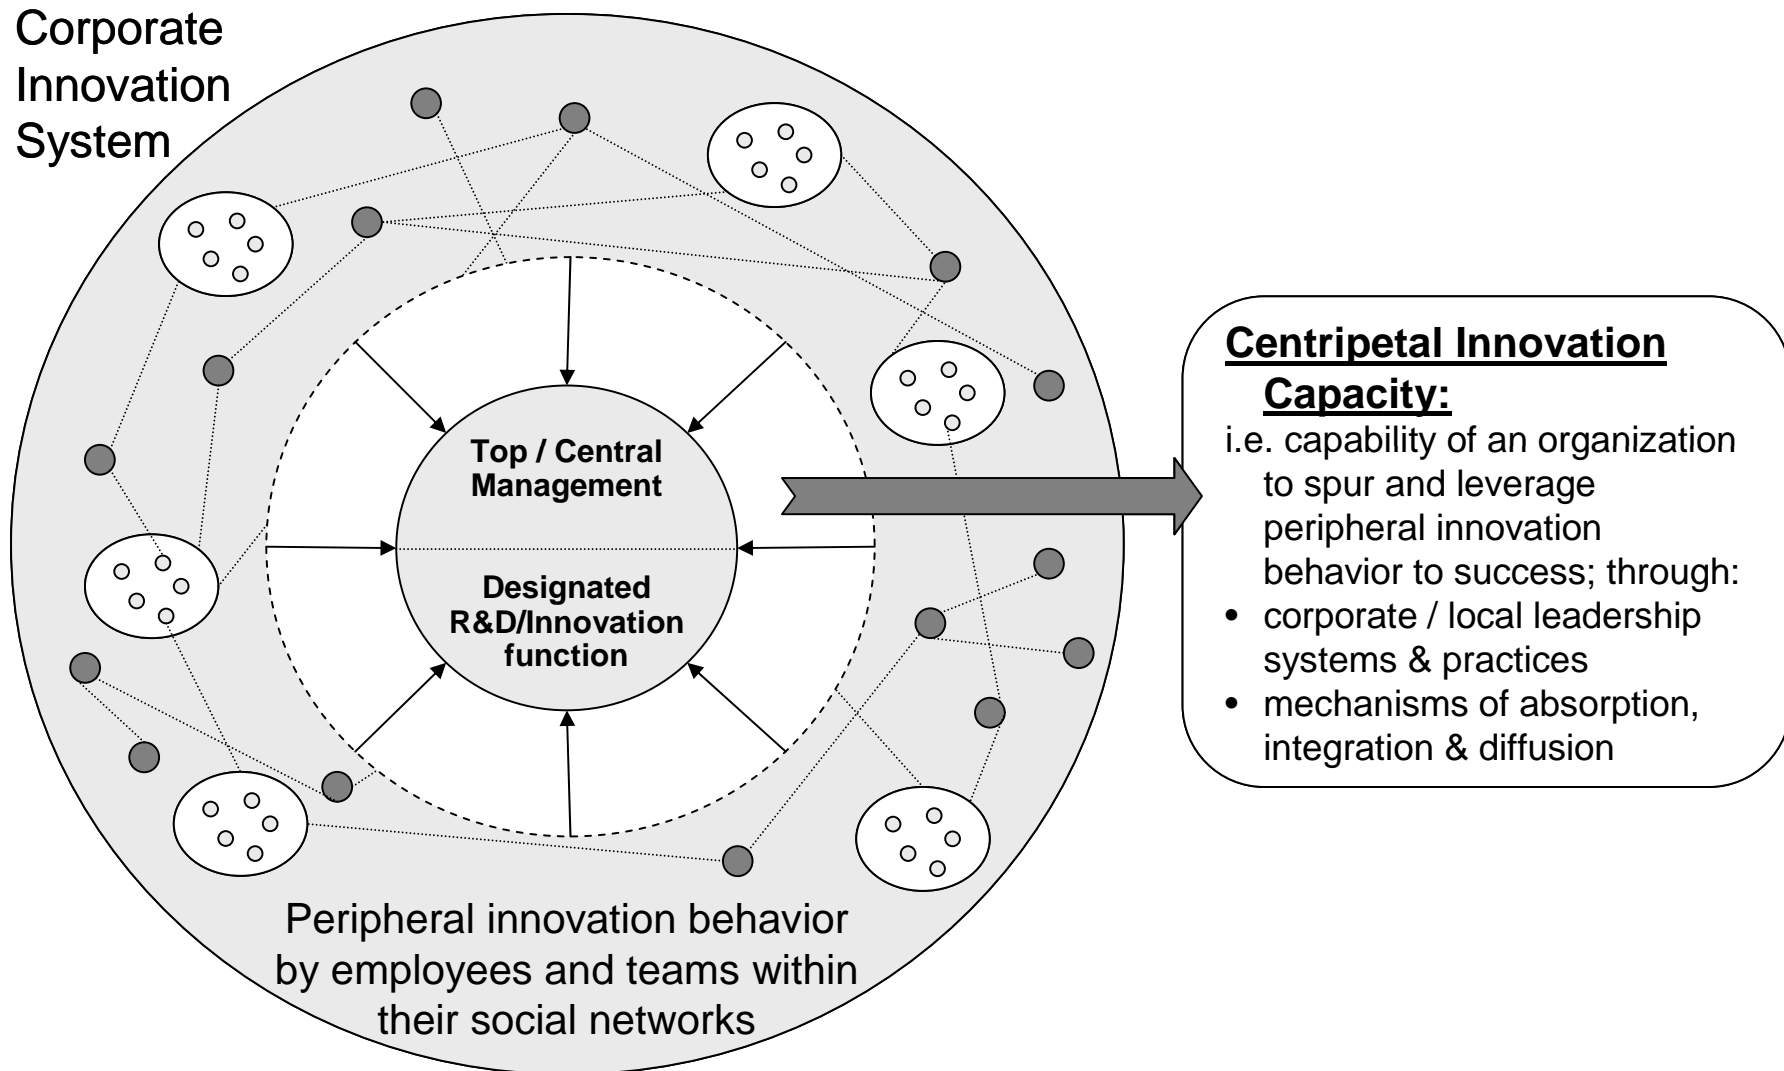 Corporate
Innovation
System
Top / Central
Management
Designated
R&D/Innovation
function
Peripheral innovation behavior
by employees and teams within
their social networks
Centripetal Innovation
Capacity:
i.e. capability of an organization
to spur and leverage
peripheral innovation
behavior to success; through:
• corporate / local leadership
systems & practices
• mechanisms of absorption,
integration & diffusion